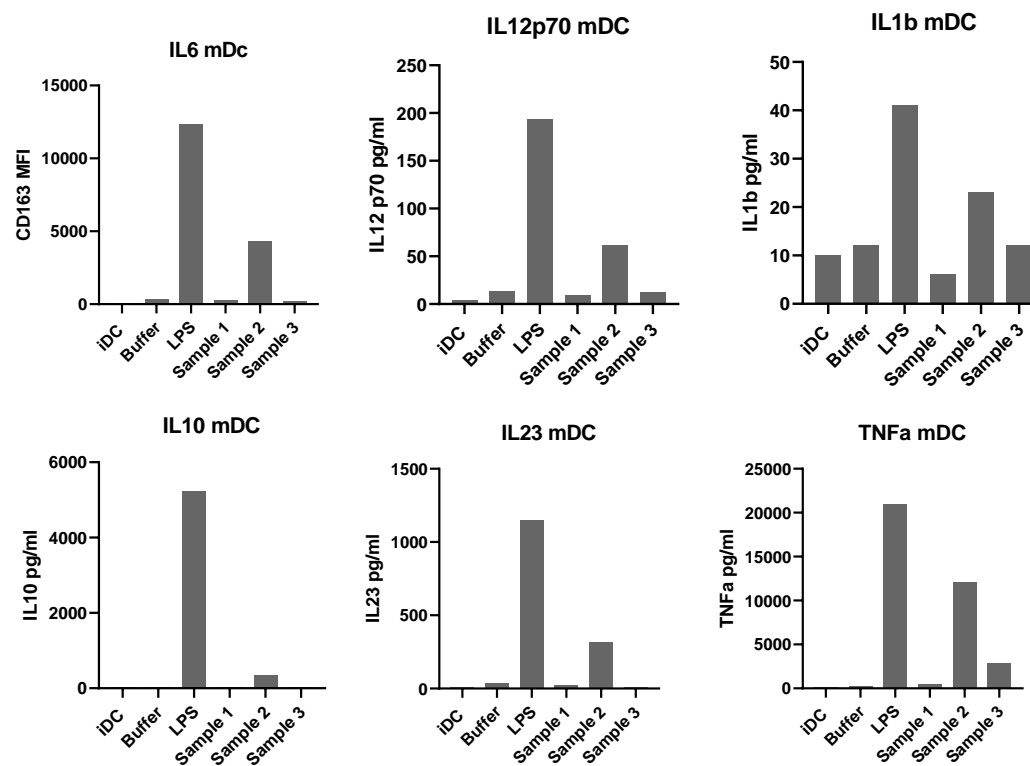 IL6 mDc
CD163 MFI
15000
10000
5000
0
iDC
Buffer
LPS
Sample 1
Sample 2
Sample 3
IL12p70 mDC
IL12 p70 pg/ml
250
200
150
100
50
0
iDC
Buffer
LPS
Sample 1
Sample 2
Sample 3
IL1b mDC
IL1b pg/ml
50
40
30
20
10
0
iDC
Buffer
LPS
Sample 1
Sample 2
Sample 3
IL10 mDC
IL10 pg/ml
6000
4000
2000
0
iDC
Buffer
LPS
Sample 1
Sample 2
Sample 3
IL23 mDC
IL23 pg/ml
1500
1000
500
0
iDC
Buffer
LPS
Sample 1
Sample 2
Sample 3
TNFa mDC
TNFa pg/ml
25000
20000
15000
10000
5000
0
iDC
Buffer
LPS
Sample 1
Sample 2
Sample 3